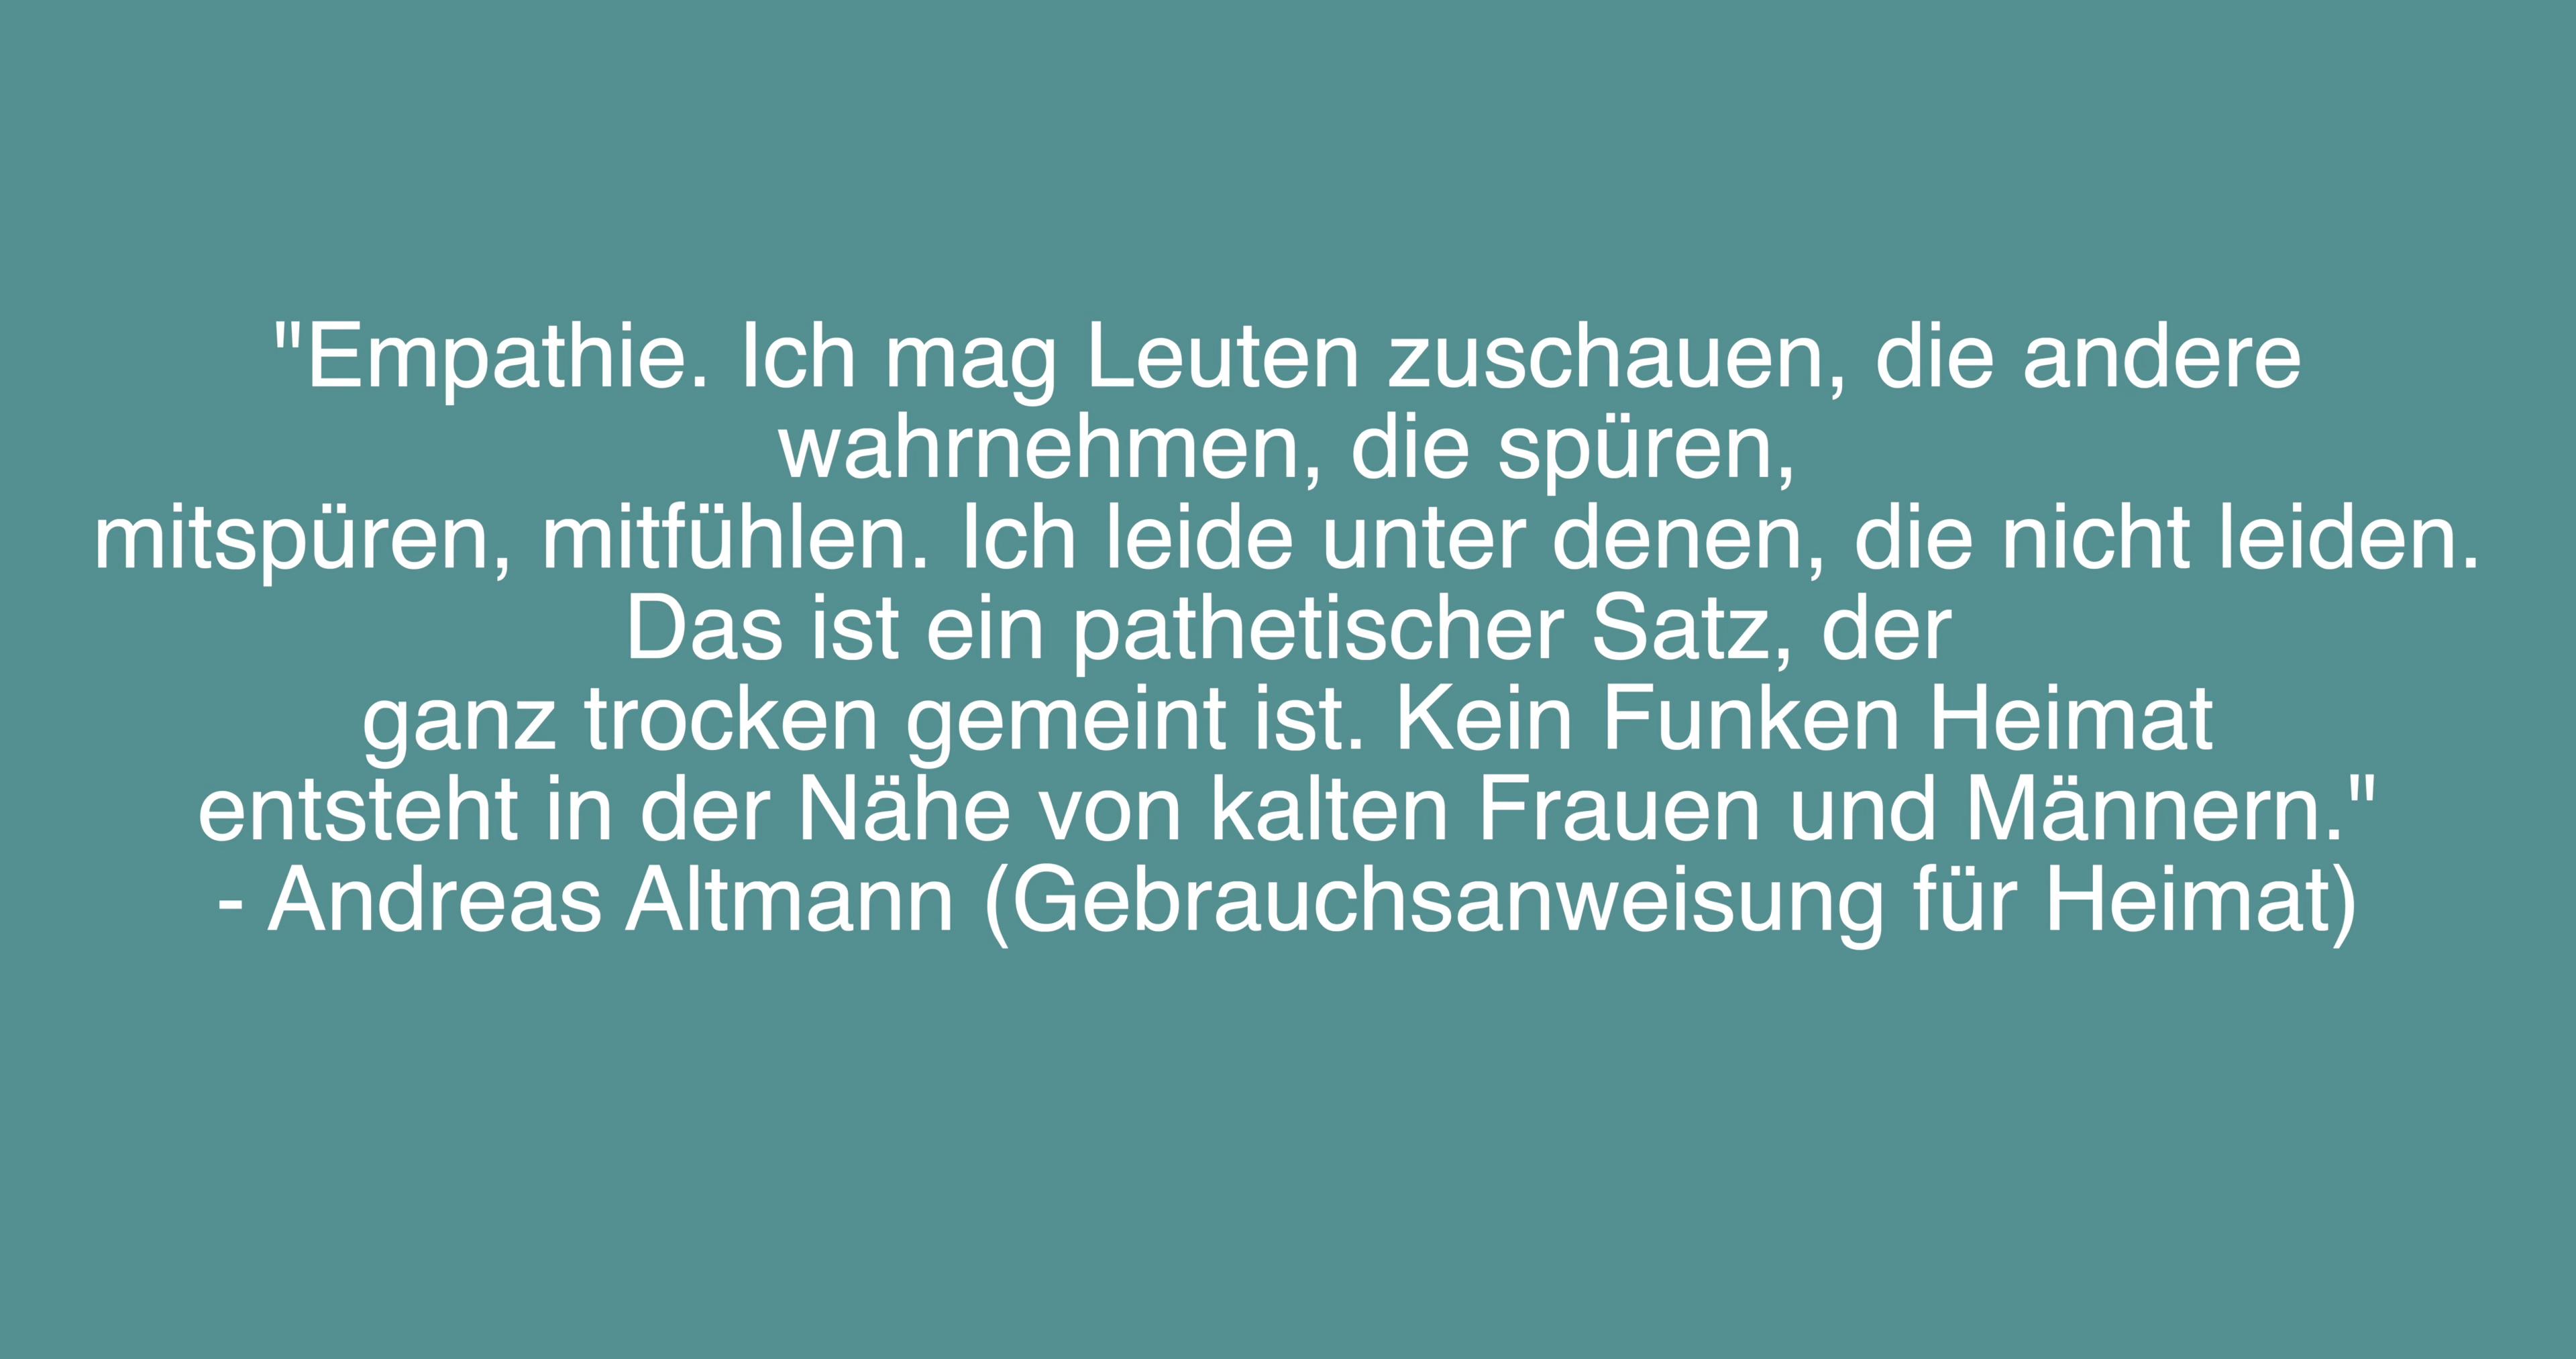 "Empathie. Ich mag Leuten zuschauen, die andere
wahrnehmen, die spüren,
mitspüren, mitfühlen. Ich leide unter denen, die nicht leiden.
Das ist ein pathetischer Satz, der
ganz trocken gemeint ist. Kein Funken Heimat
entsteht in der Nähe von kalten Frauen und Männern."
- Andreas Altmann (Gebrauchsanweisung für Heimat)